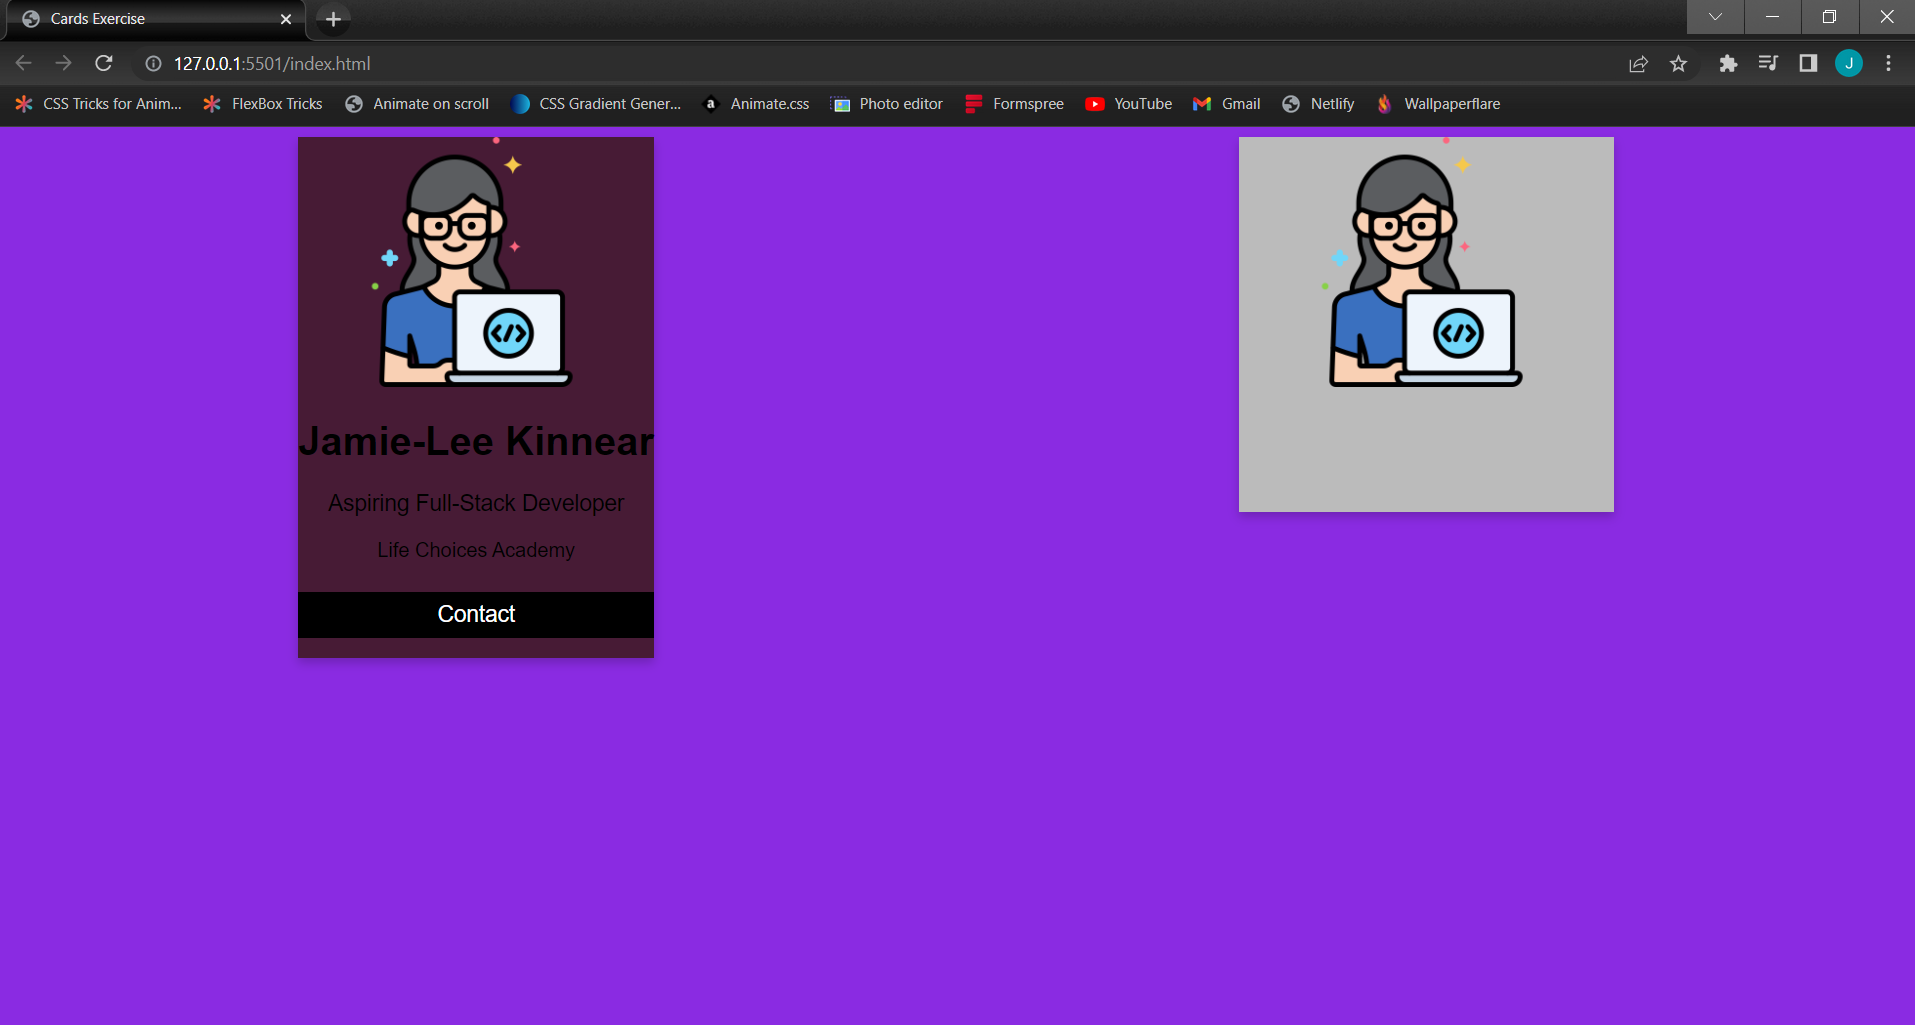 Cards Exercise
127.0.0.1:5501/index.html
J
CSS Tricks for Anim... FlexBox Tricks Animate on scroll CSS Gradient Gener... a Animate.css Photo editor Formspree YouTube Gmail Netlify Wallpaperflare
</>
</>
Jamie-Lee Kinnear
Aspiring Full-Stack Developer
Life Choices Academy
Contact